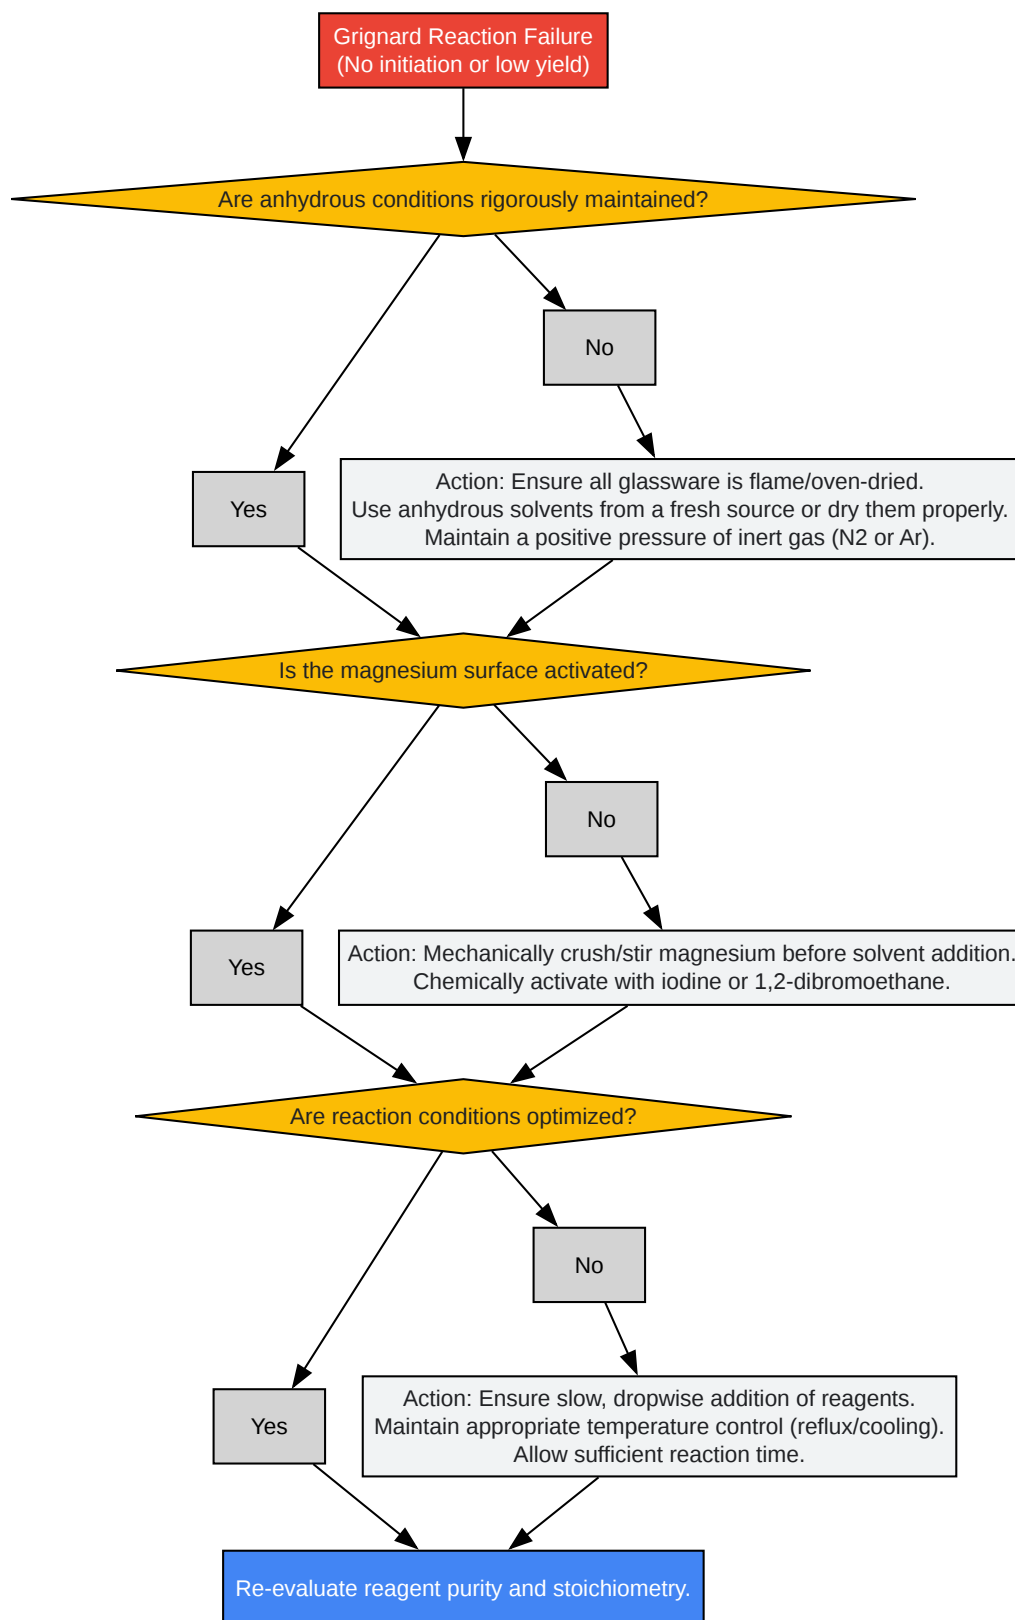 Grignard Reaction Failure
(No initiation or low yield)
Are anhydrous conditions rigorously maintained?
No
Yes
Action: Ensure all glassware is flame/oven-dried.
Use anhydrous solvents from a fresh source or dry them properly.
Maintain a positive pressure of inert gas (N2 or Ar).
Is the magnesium surface activated?
No
Yes
Action: Mechanically crush/stir magnesium before solvent addition.
Chemically activate with iodine or 1,2-dibromoethane.
Are reaction conditions optimized?
No
Yes
Action: Ensure slow, dropwise addition of reagents.
Maintain appropriate temperature control (reflux/cooling).
Allow sufficient reaction time.
Re-evaluate reagent purity and stoichiometry.